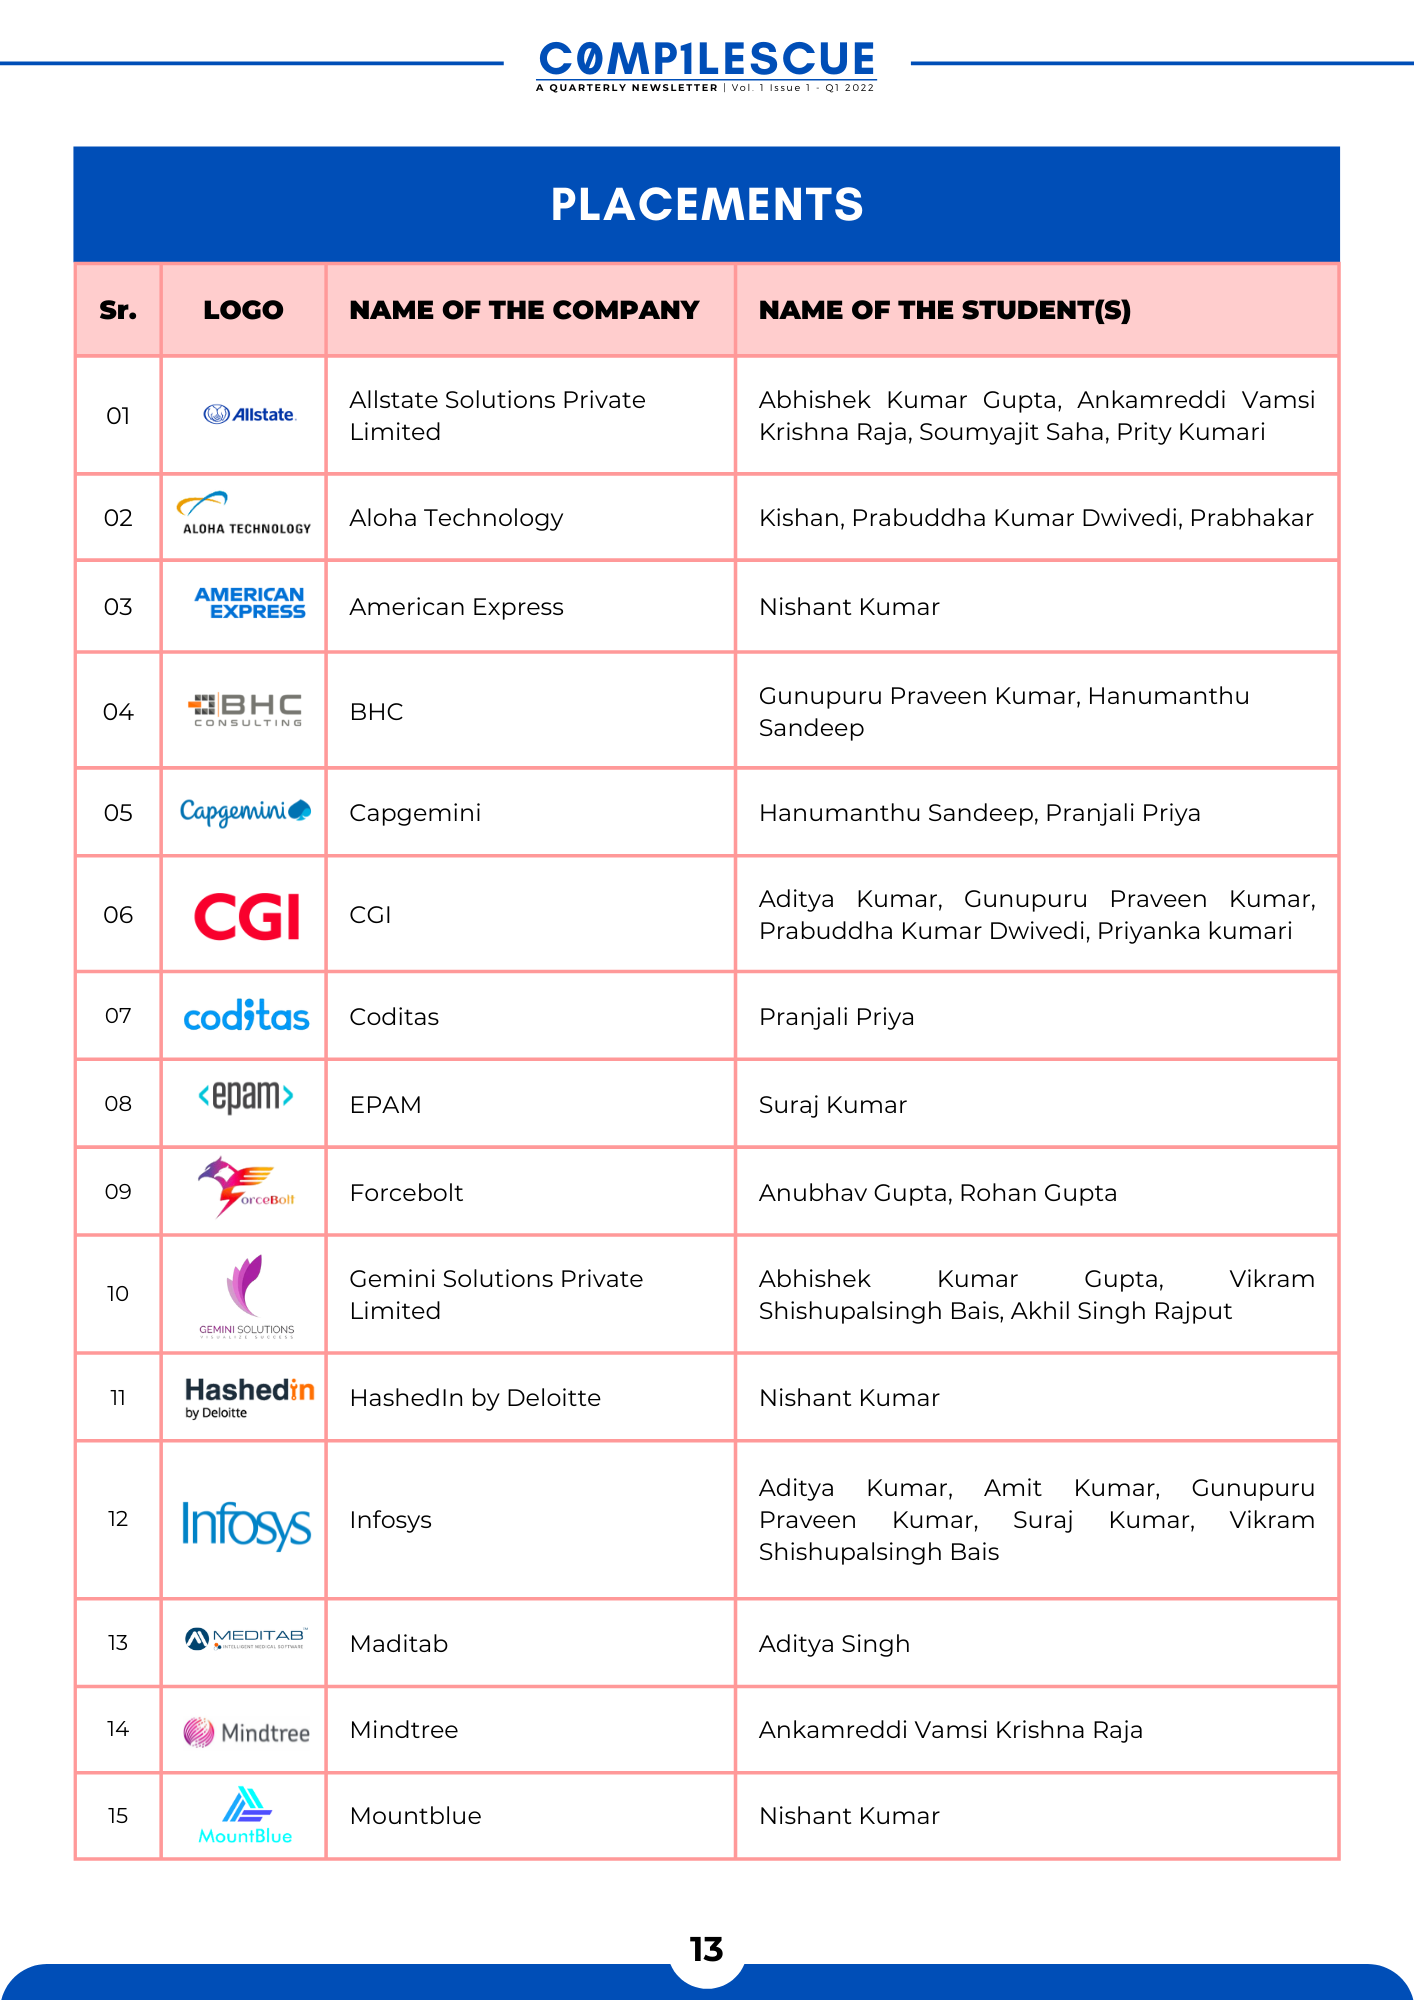 C0MP1LESCUE
A QUARTERLY NEWSLETTER | Vol. 1 Issue 1 - Q1 2022
PLACEMENTS
Sr. LOGO NAME OF THE COMPANY NAME OF THE STUDENT(S)
01 Allstate. Allstate Solutions Private Limited Abhishek Kumar Gupta, Ankamreddi Vamsi
Krishna Raja, Soumyajit Saha, Prity Kumari
02 ALOHA TECHNOLOGY Aloha Technology Kishan, Prabuddha Kumar Dwivedi, Prabhakar
03 AMERICAN EXPRESS American Express Nishant Kumar
04 BHC CONSULTING BHC Gunupuru Praveen Kumar, Hanumanthu
Sandeep
05 Capgemini Capgemini Hanumanthu Sandeep, Pranjali Priya
06 CGI CGI Aditya Kumar, Gunupuru Praveen Kumar,
Prabuddha Kumar Dwivedi, Priyanka kumari
07 coditas Coditas Pranjali Priya
08 <epam> EPAM Suraj Kumar
09 ForceBolt Forcebolt Anubhav Gupta, Rohan Gupta
10 GEMINI SOLUTIONS Gemini Solutions Private Limited Abhishek Kumar Gupta, Vikram
Shishupalsingh Bais, Akhil Singh Rajput
11 Hashedin by Deloitte HashedIn by Deloitte Nishant Kumar
12 Infosys Infosys Aditya Kumar, Amit Kumar, Gunupuru
Praveen Kumar, Suraj Kumar, Vikram
Shishupalsingh Bais
13 MEDITAB INTELLIGENT MEDICAL SOFTWARE Maditab Aditya Singh
14 Mindtree Mindtree Ankamreddi Vamsi Krishna Raja
15 MountBlue Mountblue Nishant Kumar
13